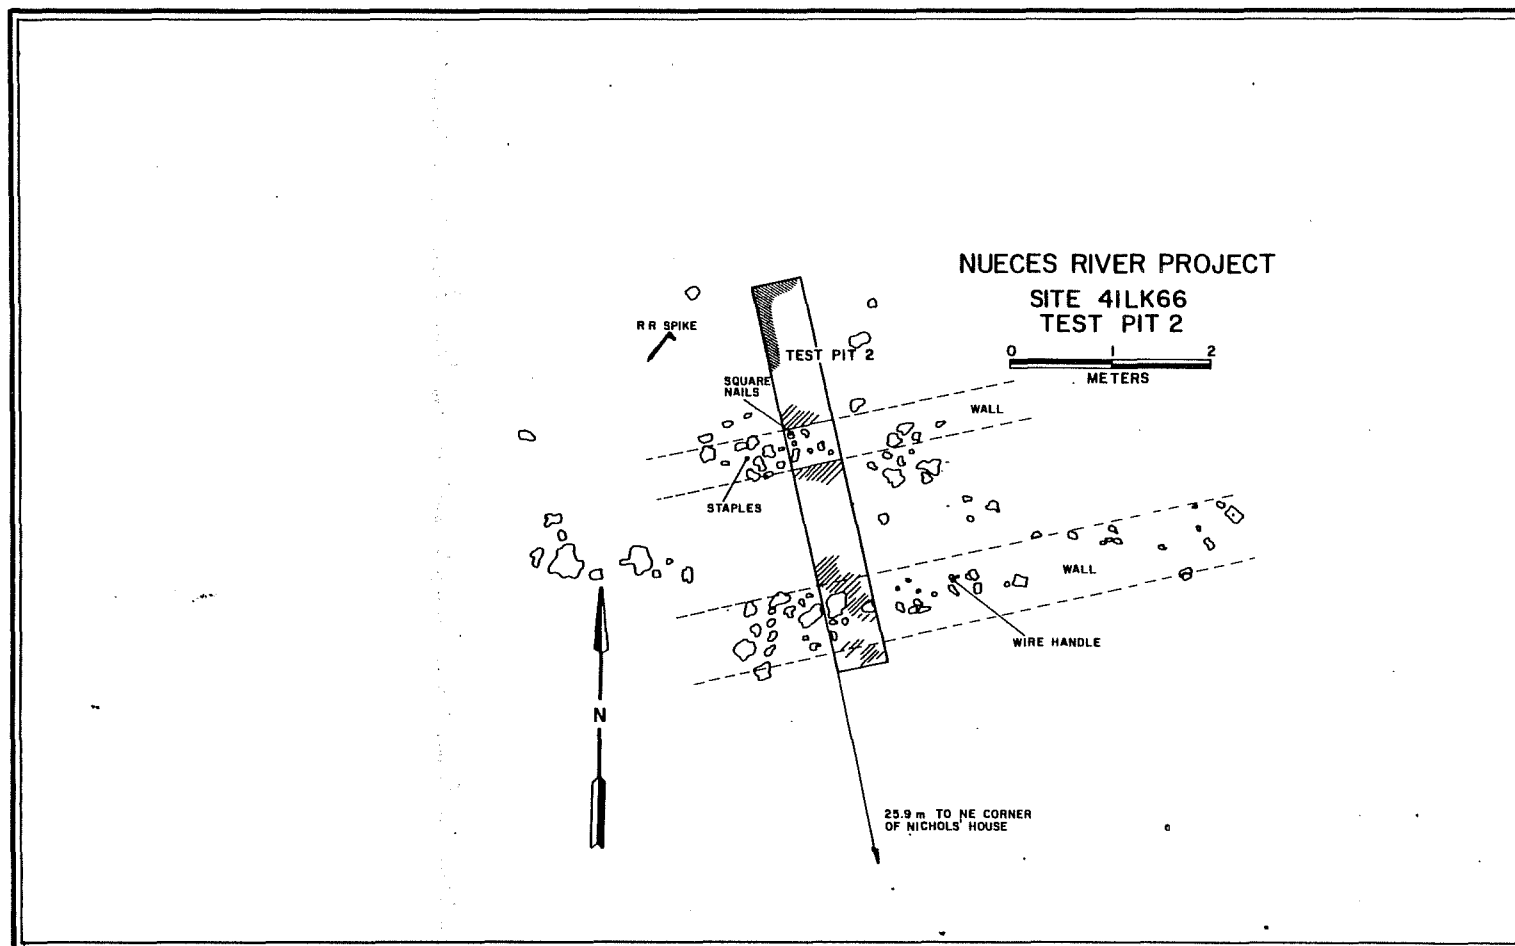 NUECES RIVER PROJECT
SITE 41LK66
TEST PIT 2
0 1 2
METERS
R R SPIKE
TEST PIT 2
SQUARE
NAILS
WALL
STAPLES
WALL
WIRE HANDLE
N
25.9 m TO NE CORNER
OF NICHOLS' HOUSE